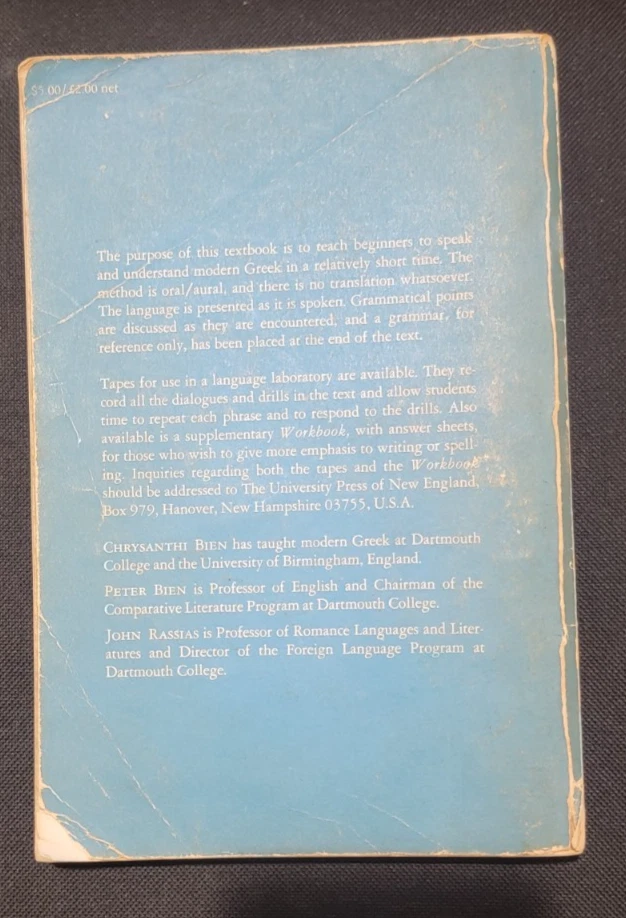 $5.00/£2.00 net
The purpose of this textbook is to teach beginners to speak
and understand modern Greek in a relatively short time. The
method is oral/aural, and there is no translation whatsoever.
The language is presented as it is spoken. Grammatical points
are discussed as they are encountered, and a grammar, for
reference only, has been placed at the end of the text.
Tapes for use in a language laboratory are available. They re-
cord all the dialogues and drills in the text and allow students
time to repeat each phrase and to respond to the drills. Also
available is a supplementary Workbook, with answer sheets,
for those who wish to give more emphasis to writing or spell-
ing. Inquiries regarding both the tapes and the Workbook
should be addressed to The University Press of New England,
Box 979, Hanover, New Hampshire 03755, U.S.A.
CHRYSANTHI BIEN has taught modern Greek at Dartmouth
College and the University of Birmingham, England.
PETER BIEN is Professor of English and Chairman of the
Comparative Literature Program at Dartmouth College.
JOHN RASSIAS is Professor of Romance Languages and Liter-
atures and Director of the Foreign Language Program at
Dartmouth College.